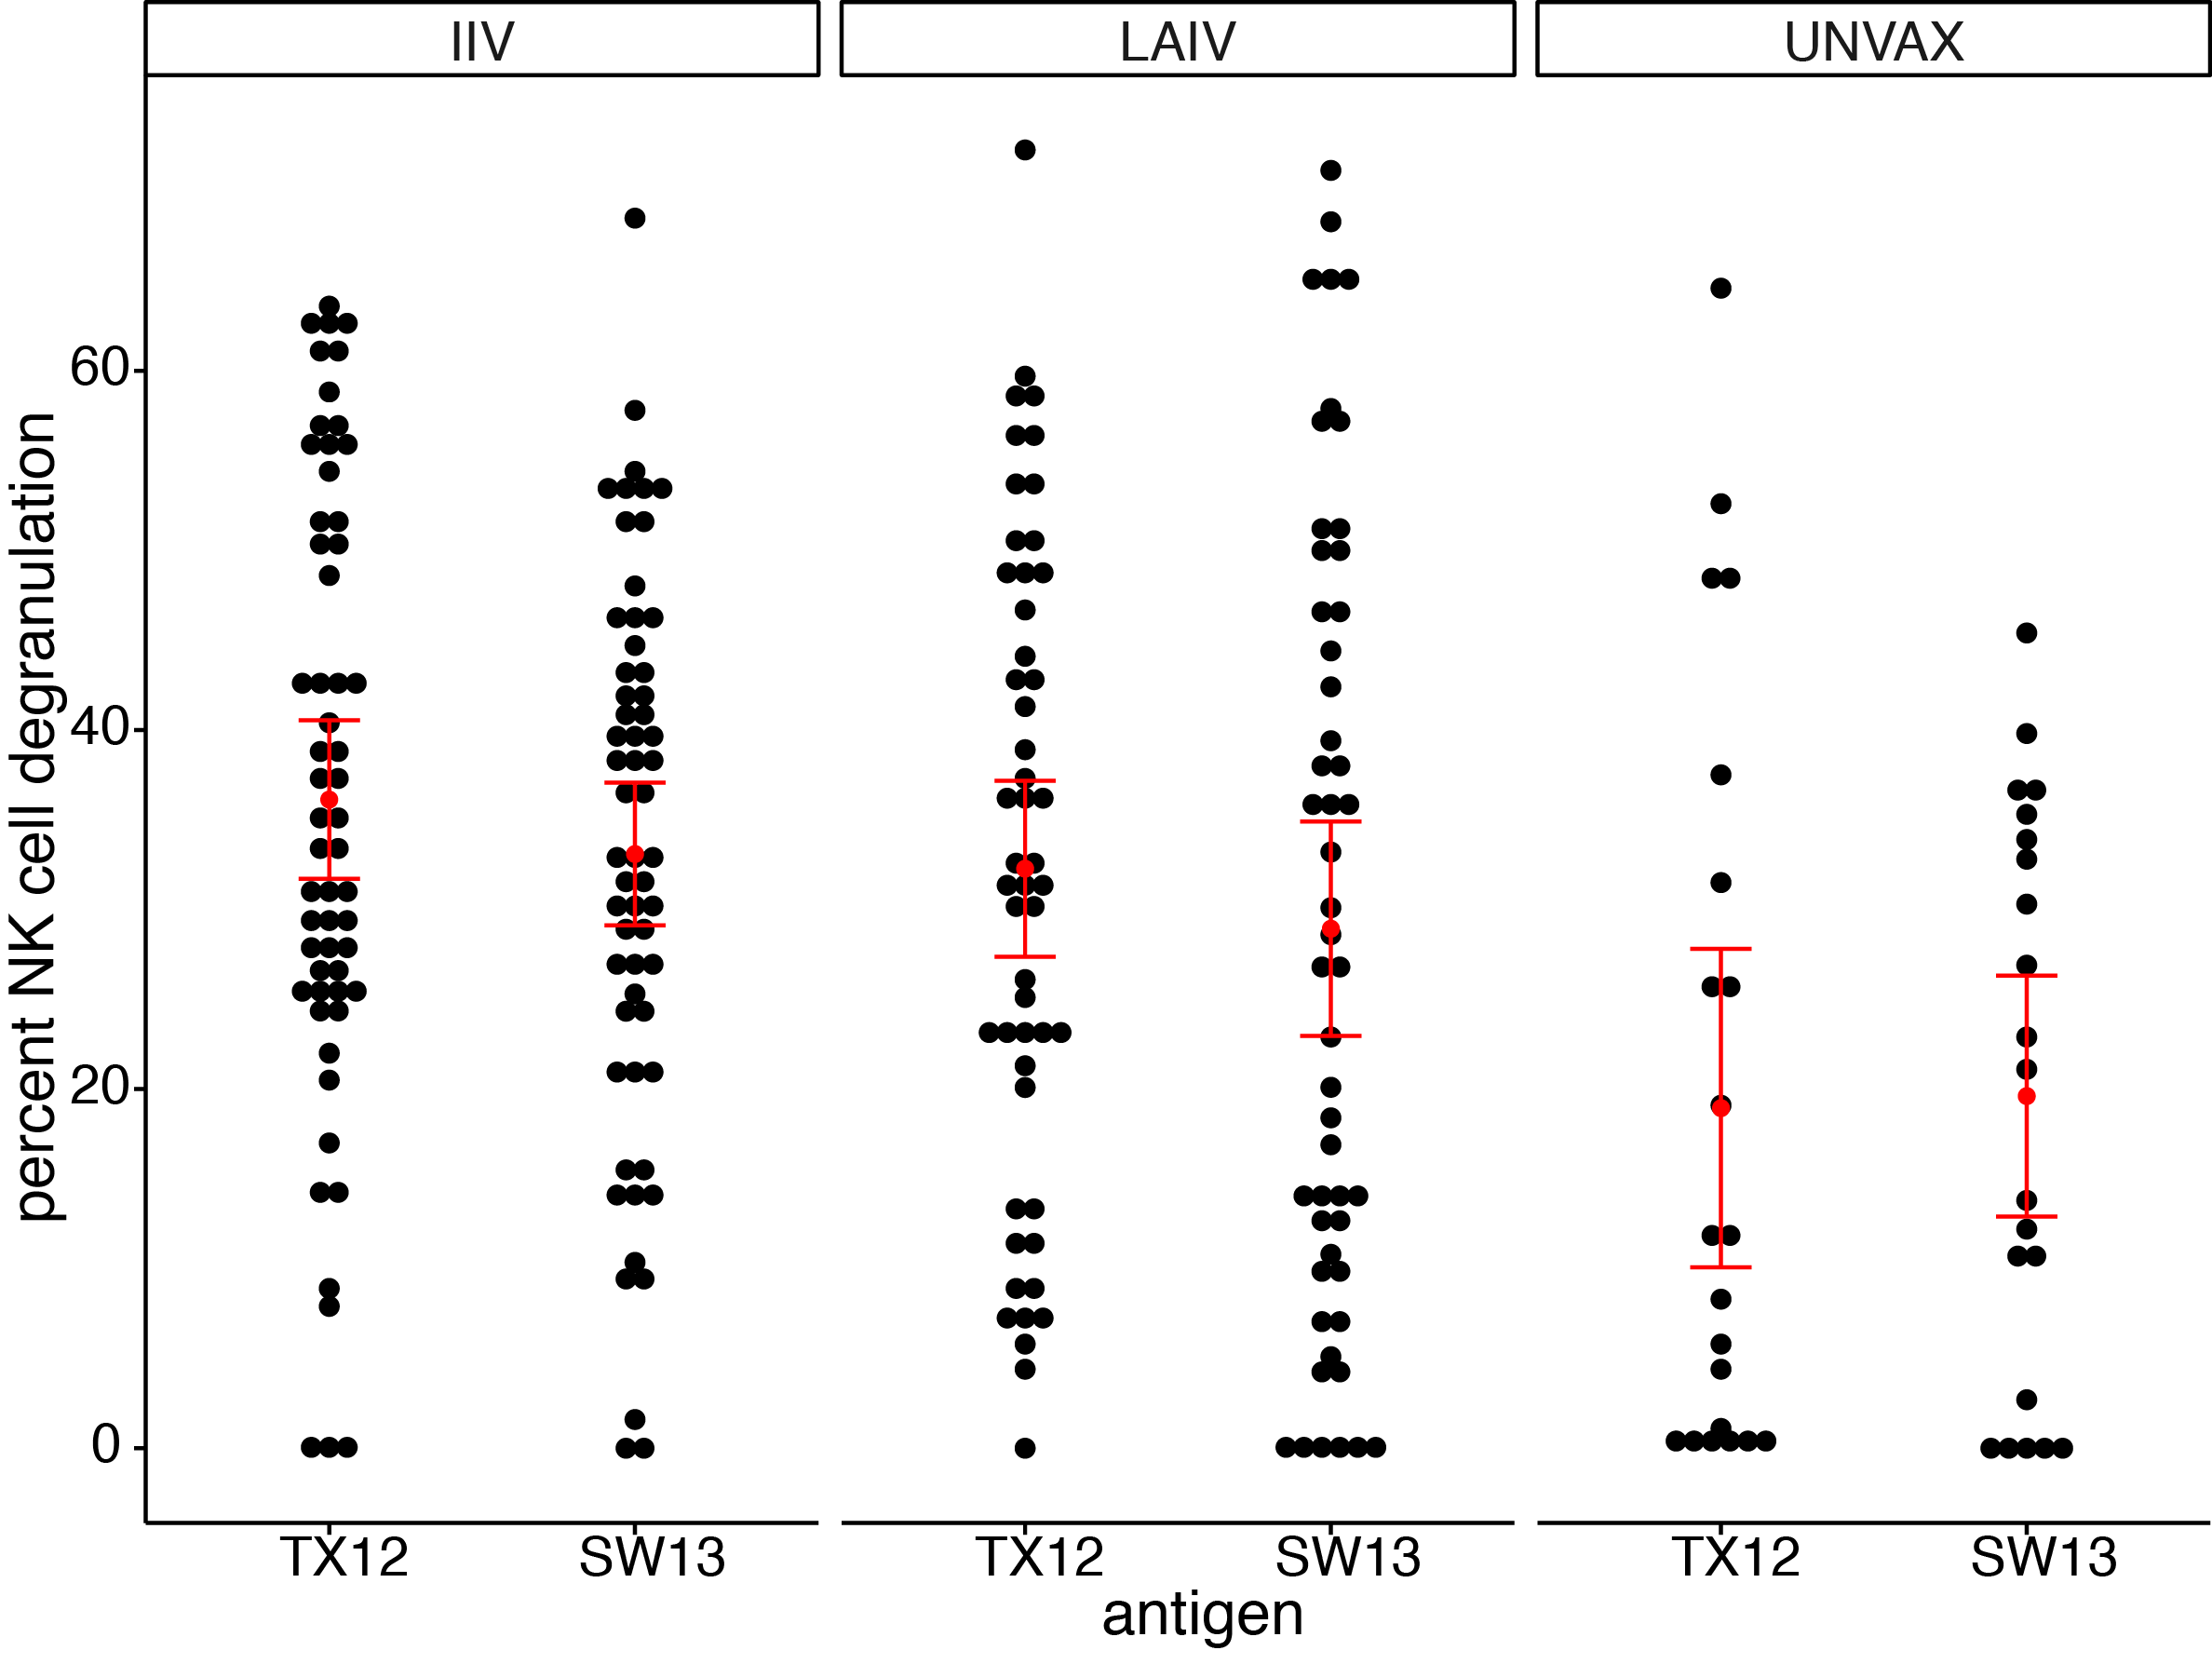 IIV
LAIV
UNVAX
percent NK cell degranulation
60
40
20
0
TX12
SW13
TX12
SW13
TX12
SW13
antigen